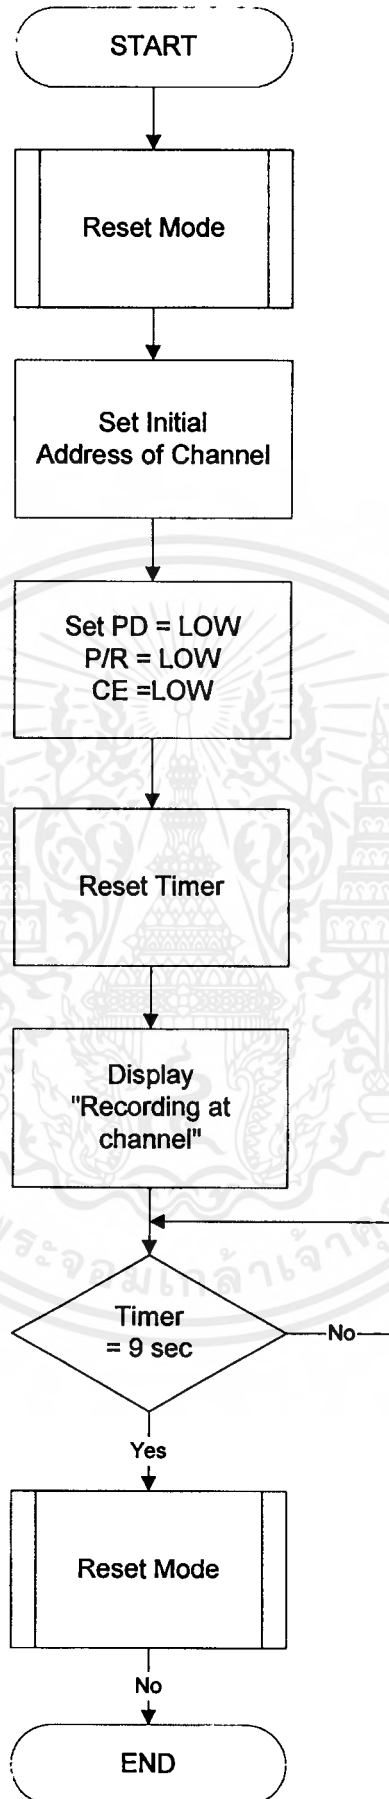 START
Reset Mode
Set Initial
Address of Channel
Set PD = LOW
P/R = LOW
CE =LOW
Reset Timer
Display
"Recording at
channel"
Timer
= 9 sec
No
Yes
Reset Mode
No
END